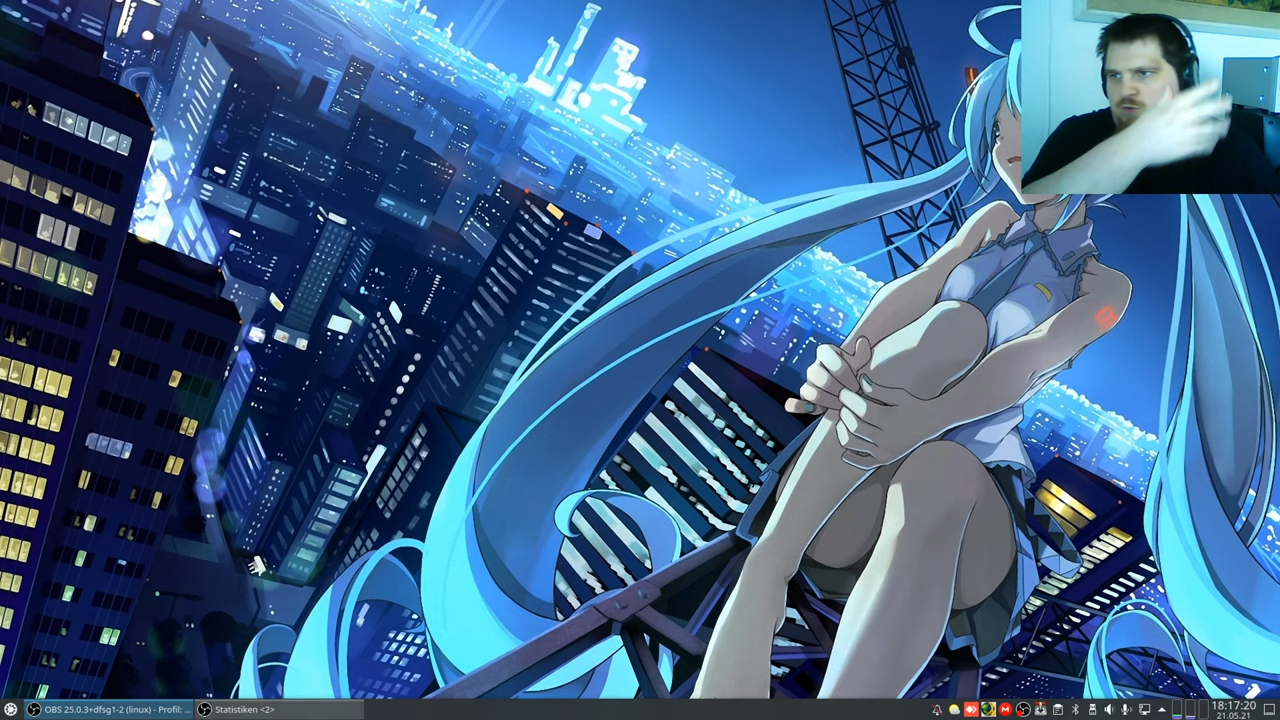 OBS 25.0.3+dfsg1-2 (linux) - Profil: ...
Statistiken <2>
18:17:20
21.05.21